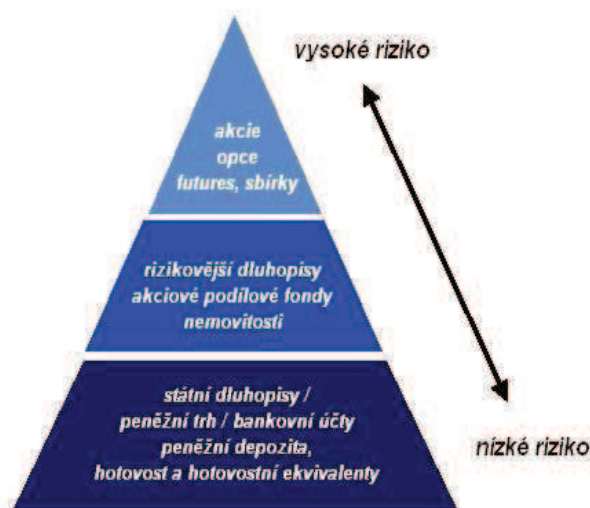 vysoké riziko
akcie
opce
futures, sbírky
rizikovější dluhopisy
akciové podílové fondy
nemovitosti
státní dluhopisy /
peněžní trh / bankovní účty
peněžní depozita,
hotovost a hotovostní ekvivalenty
nízké riziko